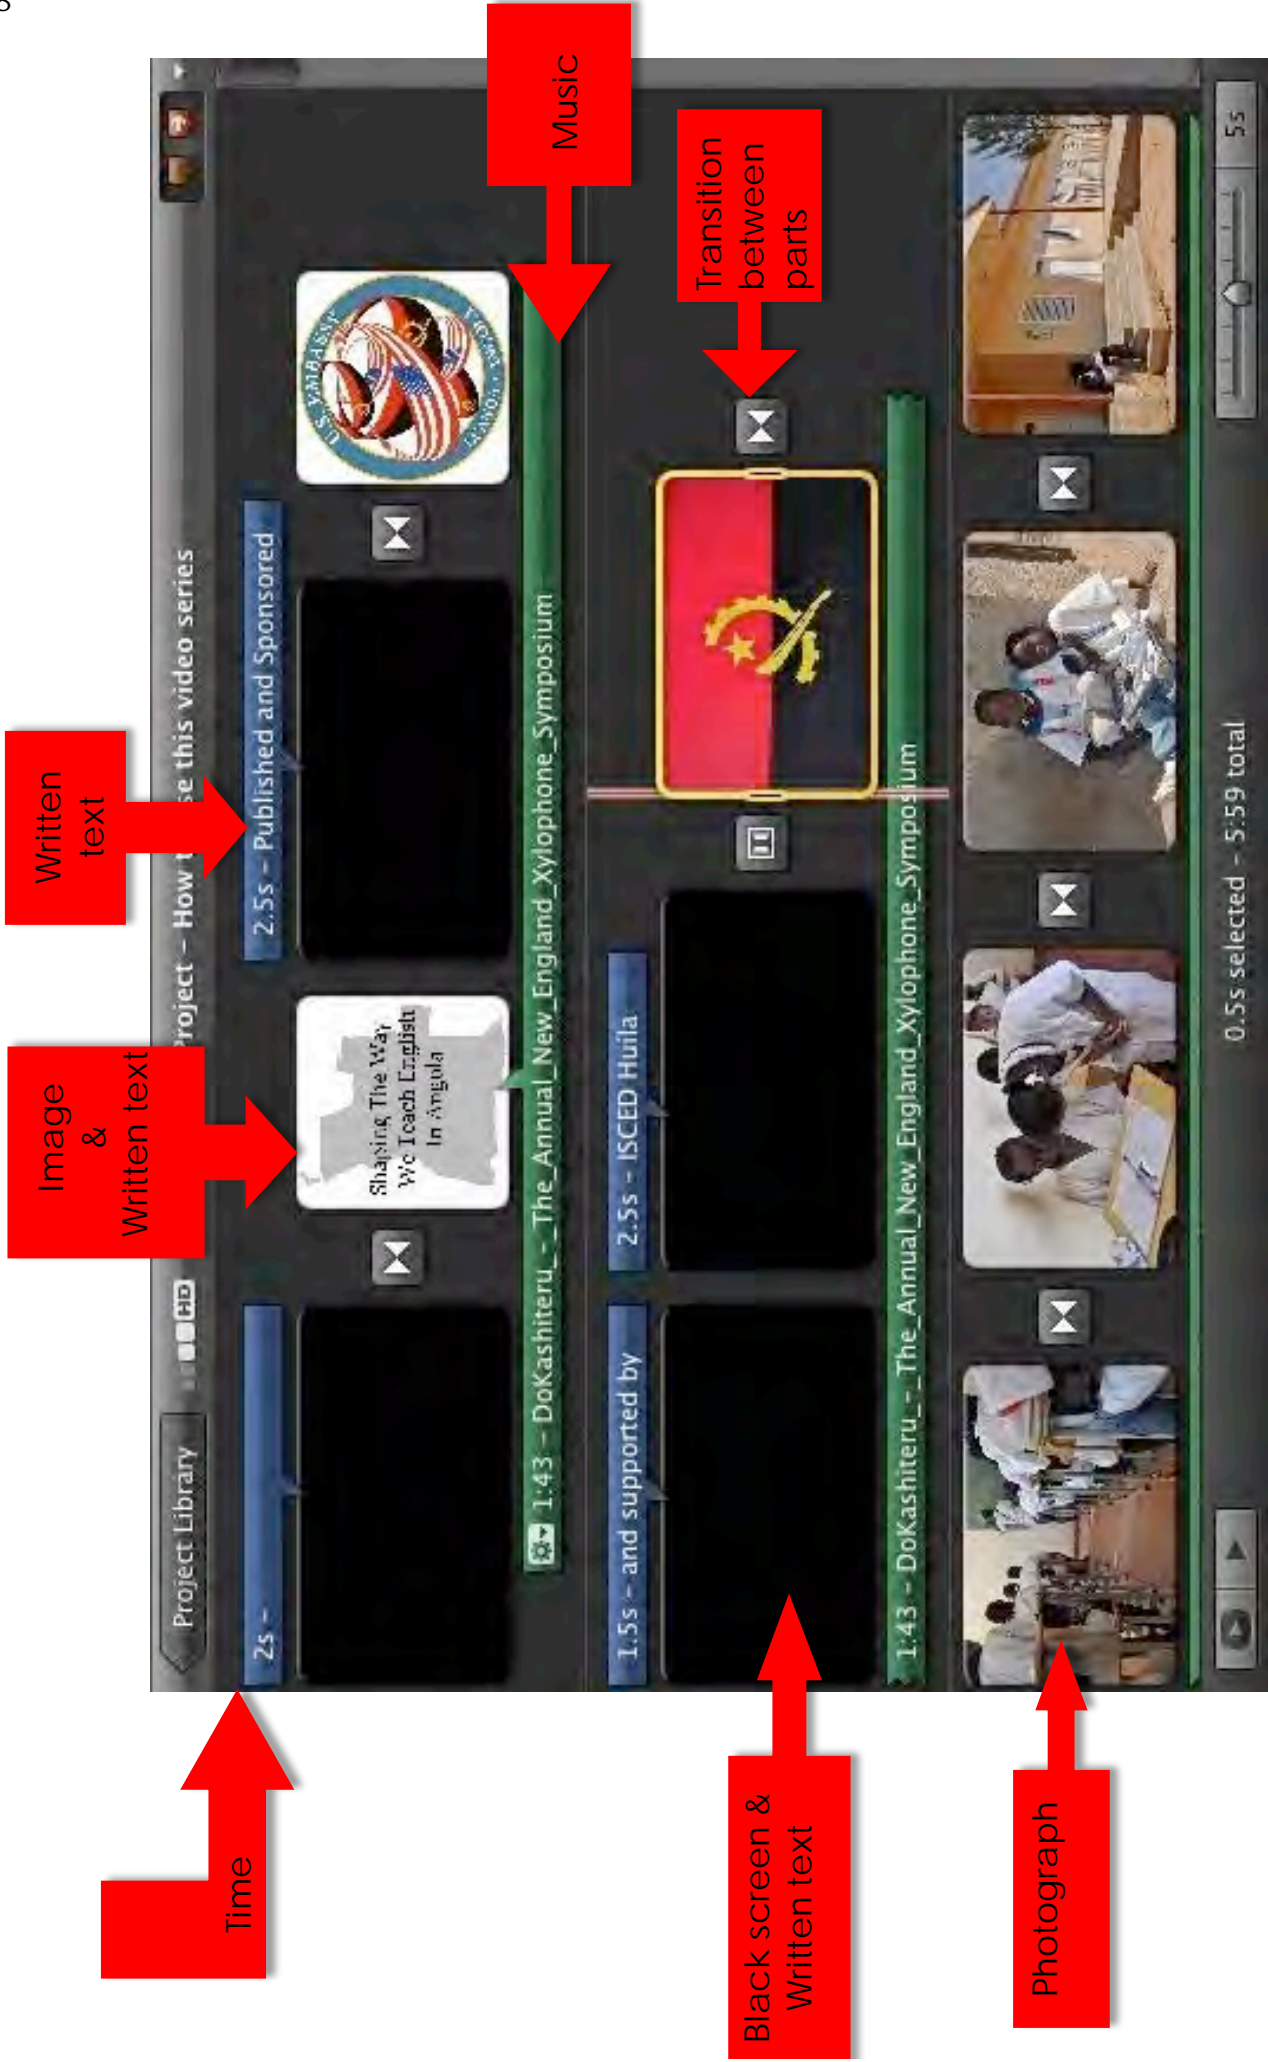 Time
Image
&
Written text
Written
text
Music
Project Library
HD
Project – How t
se this video series
2s –
2.5s – Published and Sponsored
Shaping The Way
We Teach English
In Angola
U.S. EMBASSY
1:43 – DoKashiteru_-_The_Annual_New_England_Xylophone_Symposium
Transition
between
parts
1.5s – and supported by
2.5s – ISCED Huila
1:43 – DoKashiteru_-_The_Annual_New_England_Xylophone_Symposium
Black screen &
Written text
Photograph
0.5s selected – 5:59 total
5s